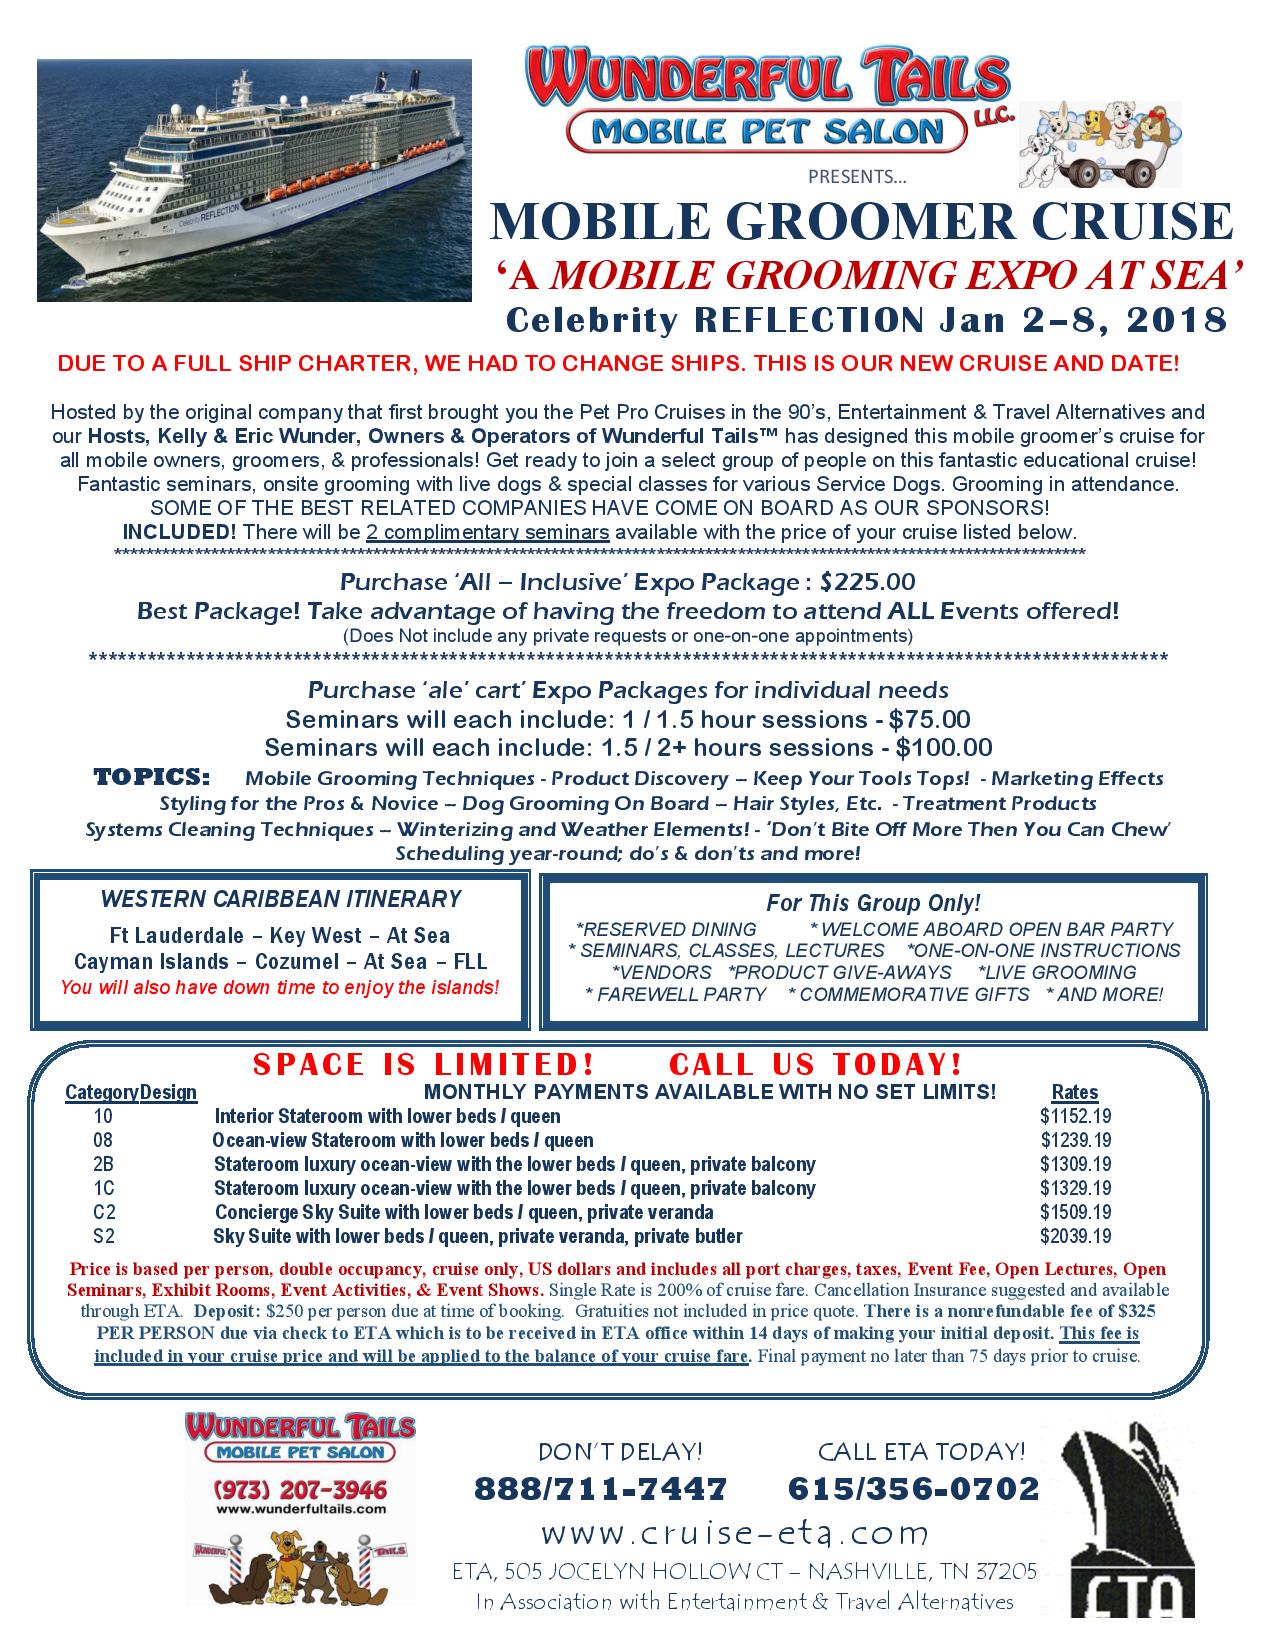 WUNDERFUL TAILS LLC.
MOBILE PET SALON
Celebrity REFLECTION
PRESENTS...
MOBILE GROOMER CRUISE
‘A MOBILE GROOMING EXPO AT SEA’
Celebrity REFLECTION Jan 2–8, 2018
DUE TO A FULL SHIP CHARTER, WE HAD TO CHANGE SHIPS. THIS IS OUR NEW CRUISE AND DATE!
Hosted by the original company that first brought you the Pet Pro Cruises in the 90’s, Entertainment & Travel Alternatives and
our Hosts, Kelly & Eric Wunder, Owners & Operators of Wunderful Tails™ has designed this mobile groomer’s cruise for
all mobile owners, groomers, & professionals! Get ready to join a select group of people on this fantastic educational cruise!
Fantastic seminars, onsite grooming with live dogs & special classes for various Service Dogs. Grooming in attendance.
SOME OF THE BEST RELATED COMPANIES HAVE COME ON BOARD AS OUR SPONSORS!
INCLUDED! There will be 2 complimentary seminars available with the price of your cruise listed below.
Purchase ‘All – Inclusive’ Expo Package : $225.00
Best Package! Take advantage of having the freedom to attend ALL Events offered!
(Does Not include any private requests or one-on-one appointments)
Purchase ‘ale’ cart’ Expo Packages for individual needs
Seminars will each include: 1 / 1.5 hour sessions - $75.00
Seminars will each include: 1.5 / 2+ hours sessions - $100.00
TOPICS: Mobile Grooming Techniques - Product Discovery – Keep Your Tools Tops! - Marketing Effects
Styling for the Pros & Novice – Dog Grooming On Board – Hair Styles, Etc. - Treatment Products
Systems Cleaning Techniques – Winterizing and Weather Elements! - ‘Don’t Bite Off More Then You Can Chew’
Scheduling year-round; do’s & don’ts and more!
WESTERN CARIBBEAN ITINERARY
Ft Lauderdale – Key West – At Sea
Cayman Islands – Cozumel – At Sea – FLL
You will also have down time to enjoy the islands!
For This Group Only!
*RESERVED DINING * WELCOME ABOARD OPEN BAR PARTY
* SEMINARS, CLASSES, LECTURES *ONE-ON-ONE INSTRUCTIONS
*VENDORS *PRODUCT GIVE-AWAYS *LIVE GROOMING
* FAREWELL PARTY * COMMEMORATIVE GIFTS * AND MORE!
SPACE IS LIMITED! CALL US TODAY!
Category Design MONTHLY PAYMENTS AVAILABLE WITH NO SET LIMITS! Rates
10 Interior Stateroom with lower beds / queen $1152.19
08 Ocean-view Stateroom with lower beds / queen $1239.19
2B Stateroom luxury ocean-view with the lower beds / queen, private balcony $1309.19
1C Stateroom luxury ocean-view with the lower beds / queen, private balcony $1329.19
C2 Concierge Sky Suite with lower beds / queen, private veranda $1509.19
S2 Sky Suite with lower beds / queen, private veranda, private butler $2039.19
Price is based per person, double occupancy, cruise only, US dollars and includes all port charges, taxes, Event Fee, Open Lectures, Open
Seminars, Exhibit Rooms, Event Activities, & Event Shows. Single Rate is 200% of cruise fare. Cancellation Insurance suggested and available
through ETA. Deposit: $250 per person due at time of booking. Gratuities not included in price quote. There is a nonrefundable fee of $325
PER PERSON due via check to ETA which is to be received in ETA office within 14 days of making your initial deposit. This fee is
included in your cruise price and will be applied to the balance of your cruise fare. Final payment no later than 75 days prior to cruise.
WUNDERFUL TAILS
MOBILE PET SALON
(973) 207-3946
www.wunderfultails.com
WUNDERFUL TAILS
DON’T DELAY! CALL ETA TODAY!
888/711-7447 615/356-0702
www.cruise-eta.com
ETA, 505 JOCELYN HOLLOW CT – NASHVILLE, TN 37205
In Association with Entertainment & Travel Alternatives
ETA